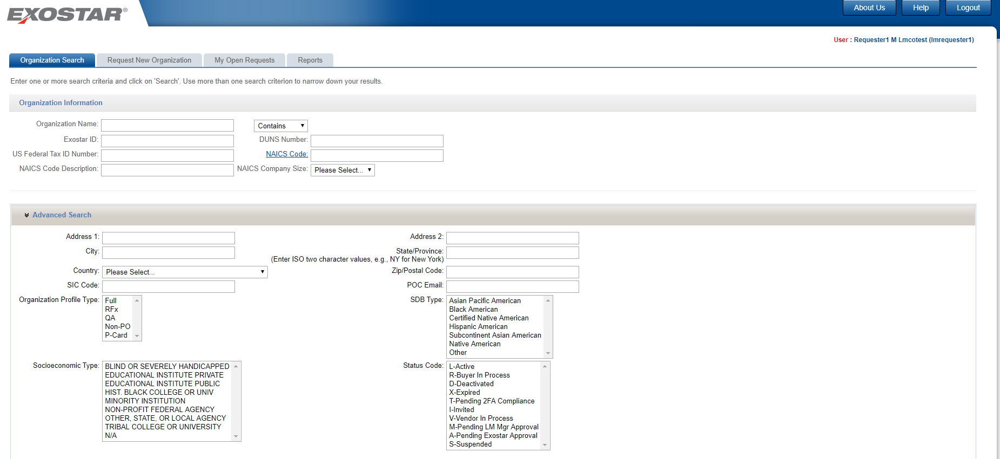 EXOSTAR®
About Us Help Logout
User : Requester1 M Lmcotest (lmrequester1)
Organization Search Request New Organization My Open Requests Reports
Enter one or more search criteria and click on 'Search'. Use more than one search criterion to narrow down your results.
Organization Information
Organization Name: Contains
Exostar ID: DUNS Number:
US Federal Tax ID Number: NAICS Code:
NAICS Code Description: NAICS Company Size: Please Select...
Advanced Search
Address 1: Address 2:
City: State/Province:
(Enter ISO two character values, e.g., NY for New York)
Country: Please Select... Zip/Postal Code:
SIC Code: POC Email:
Organization Profile Type: Full
RFx
QA
Non-PO
P-Card
SDB Type: Asian Pacific American
Black American
Certified Native American
Hispanic American
Subcontinent Asian American
Native American
Other
Socioeconomic Type: BLIND OR SEVERELY HANDICAPPED
EDUCATIONAL INSTITUTE PRIVATE
EDUCATIONAL INSTITUTE PUBLIC
HIST. BLACK COLLEGE OR UNIV
MINORITY INSTITUTION
NON-PROFIT FEDERAL AGENCY
OTHER, STATE, OR LOCAL AGENCY
TRIBAL COLLEGE OR UNIVERSITY
N/A
Status Code: L-Active
R-Buyer In Process
D-Deactivated
X-Expired
T-Pending 2FA Compliance
I-Invited
V-Vendor In Process
M-Pending LM Mgr Approval
A-Pending Exostar Approval
S-Suspended